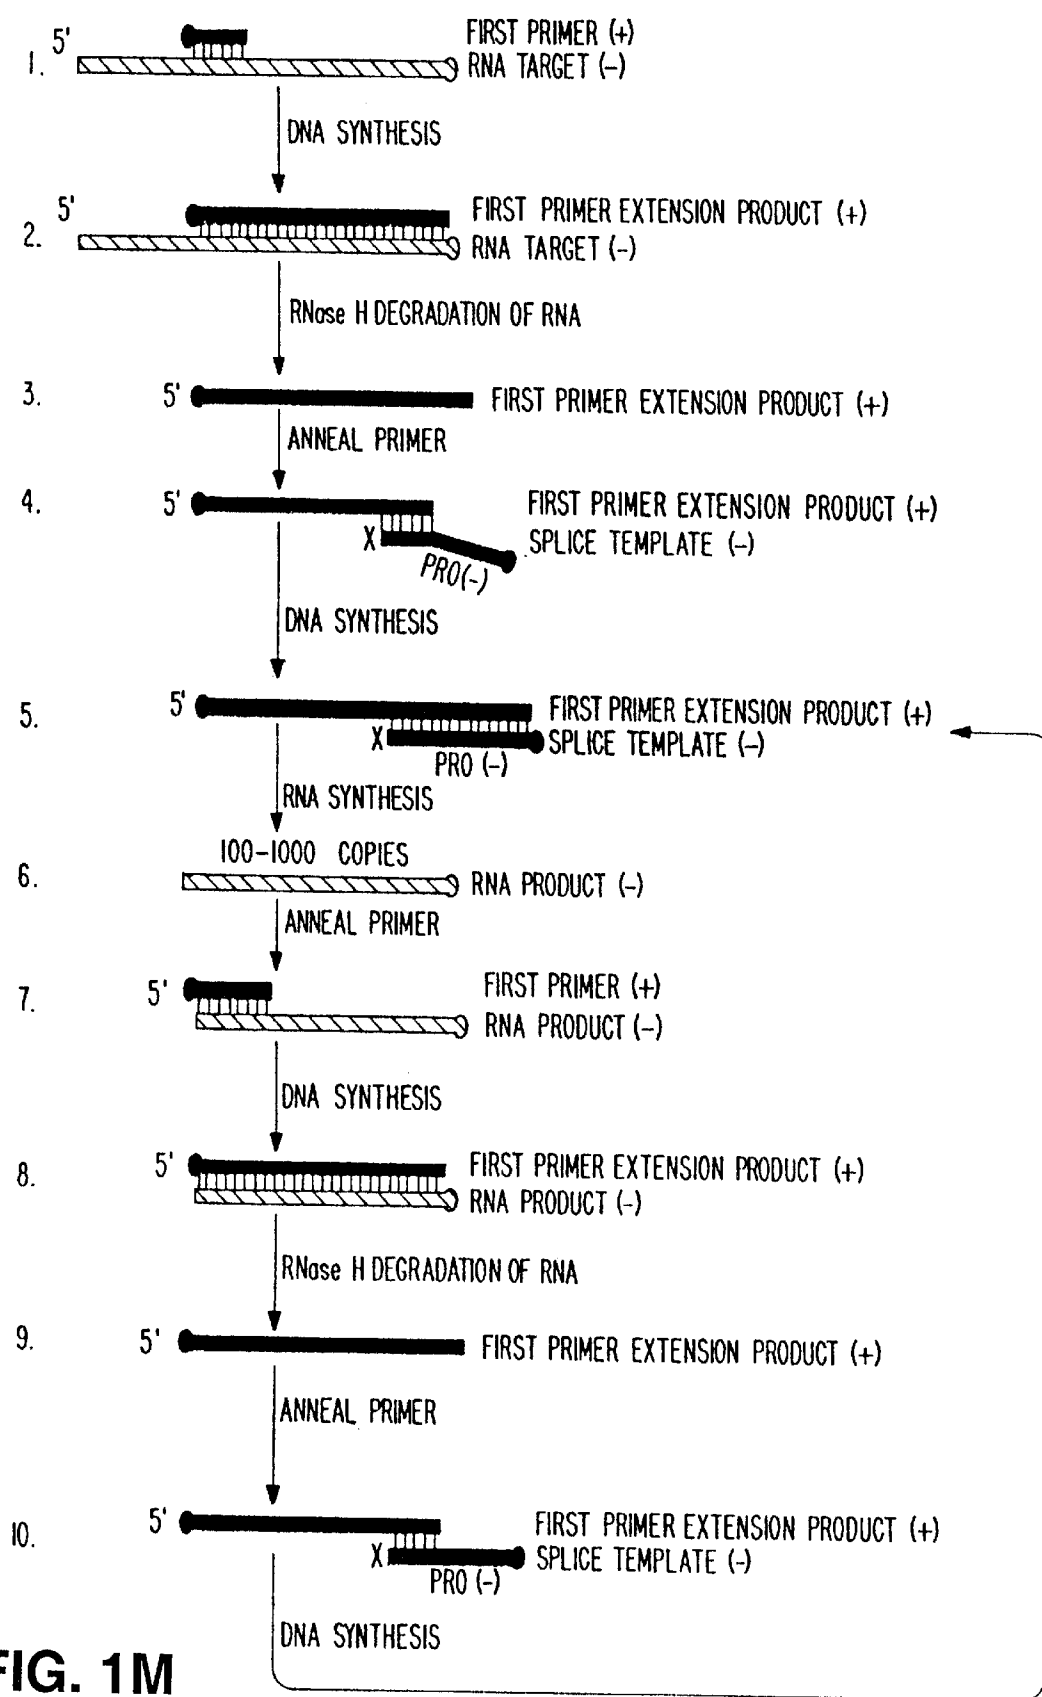 5'
FIRST PRIMER (+)
1.
RNA TARGET (-)
DNA SYNTHESIS
5'
FIRST PRIMER EXTENSION PRODUCT (+)
2.
RNA TARGET (-)
RNase H DEGRADATION OF RNA
3.
5'
FIRST PRIMER EXTENSION PRODUCT (+)
ANNEAL PRIMER
4.
5'
FIRST PRIMER EXTENSION PRODUCT (+)
X
SPLICE TEMPLATE (-)
PRO(-)
DNA SYNTHESIS
5.
5'
FIRST PRIMER EXTENSION PRODUCT (+)
X
SPLICE TEMPLATE (-)
PRO (-)
RNA SYNTHESIS
100-1000 COPIES
6.
RNA PRODUCT (-)
ANNEAL PRIMER
7.
5'
FIRST PRIMER (+)
RNA PRODUCT (-)
DNA SYNTHESIS
8.
5'
FIRST PRIMER EXTENSION PRODUCT (+)
RNA PRODUCT (-)
RNase H DEGRADATION OF RNA
9.
5'
FIRST PRIMER EXTENSION PRODUCT (+)
ANNEAL PRIMER
10.
5'
FIRST PRIMER EXTENSION PRODUCT (+)
X
SPLICE TEMPLATE (-)
PRO (-)
DNA SYNTHESIS
FIG. 1M